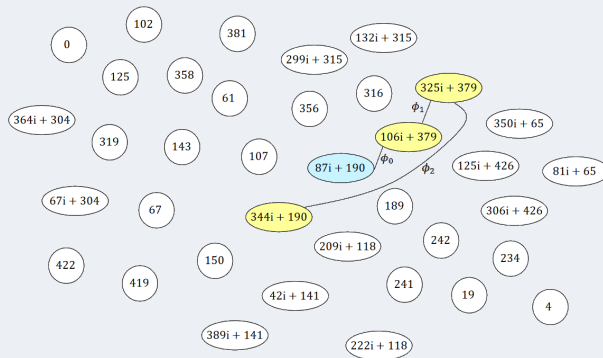 102
0
381
132i + 315
299i + 315
125
358
325i + 379
61
316
356
ϕ₁
364i + 304
350i + 65
106i + 379
319
143
107
ϕ₀
87i + 190
ϕ₂
125i + 426
81i + 65
67i + 304
67
189
344i + 190
306i + 426
209i + 118
242
234
422
150
419
241
42i + 141
19
4
389i + 141
222i + 118